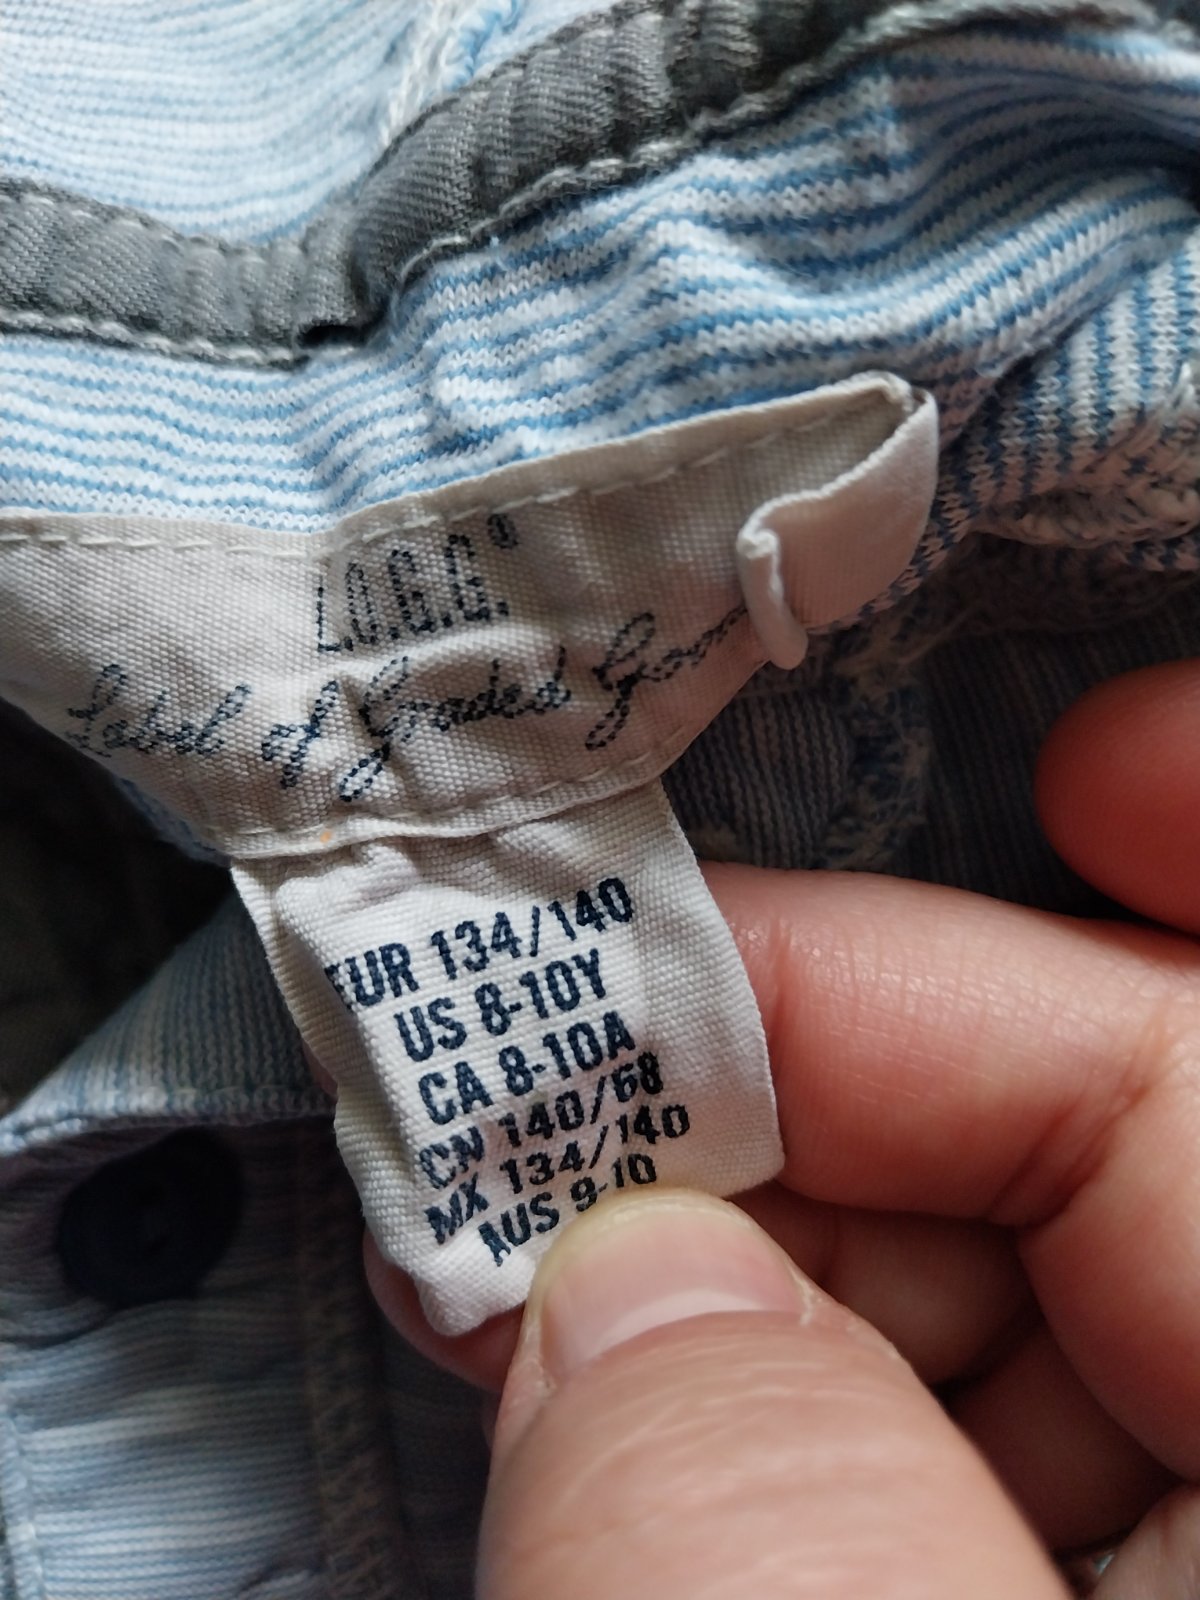 L.O.G.G.®
Label of Graded Goods
EUR 134/140
US 8-10Y
CA 8-10A
CN 140/68
MX 134/140
AUS 9-10